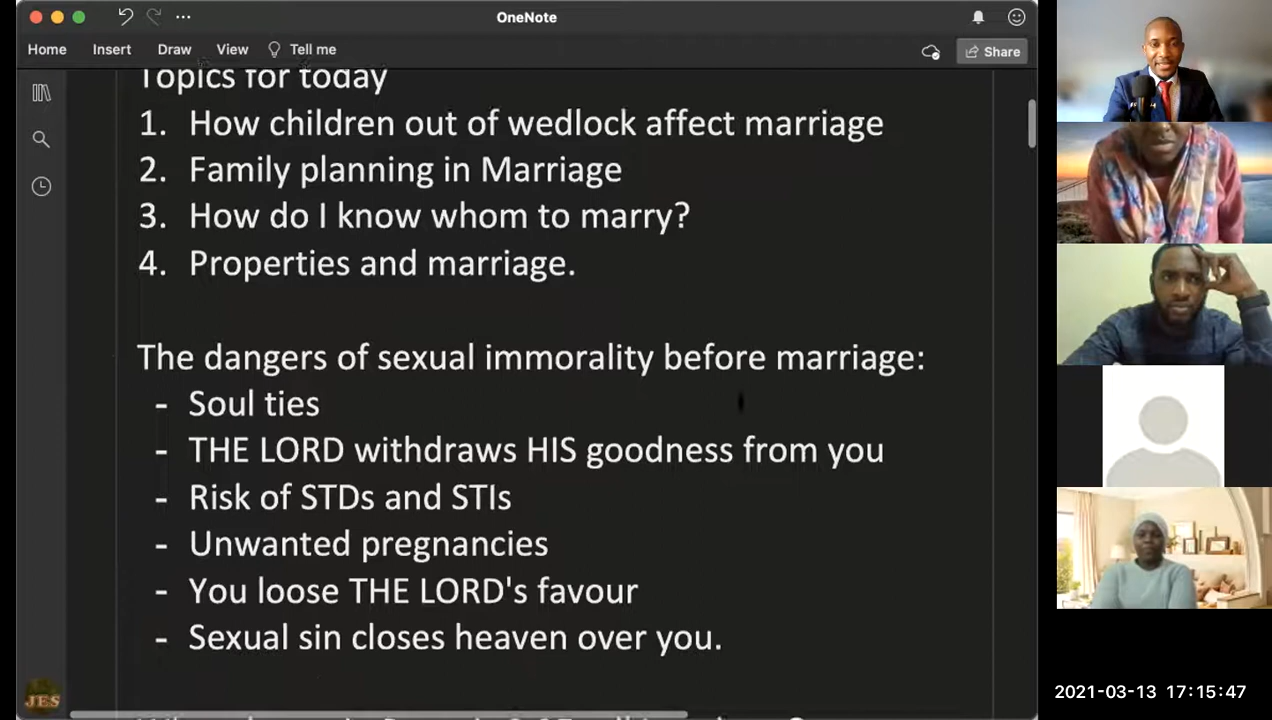 OneNote
Home Insert Draw View Tell me Share
Topics for today
1. How children out of wedlock affect marriage
2. Family planning in Marriage
3. How do I know whom to marry?
4. Properties and marriage.
The dangers of sexual immorality before marriage:
- Soul ties
- THE LORD withdraws HIS goodness from you
- Risk of STDs and STIs
- Unwanted pregnancies
- You loose THE LORD's favour
- Sexual sin closes heaven over you.
JES
2021-03-13 17:15:47